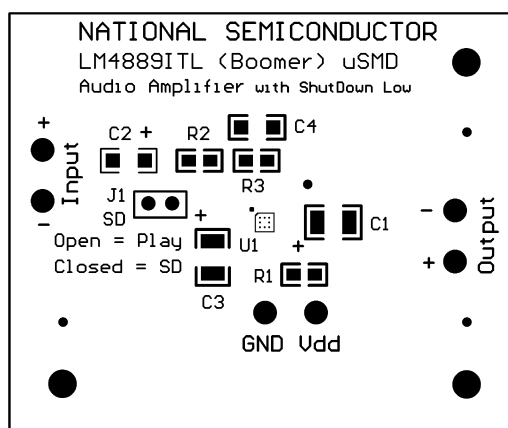 NATIONAL SEMICONDUCTOR
LM4889ITL (Boomer) uSMD
Audio Amplifier with ShutDown Low
+
C2 +
R2
C4
Input
R3
J1
SD
-
+
U1
C1
-
Output
Open = Play
Closed = SD
+
+
R1
C3
GND Vdd